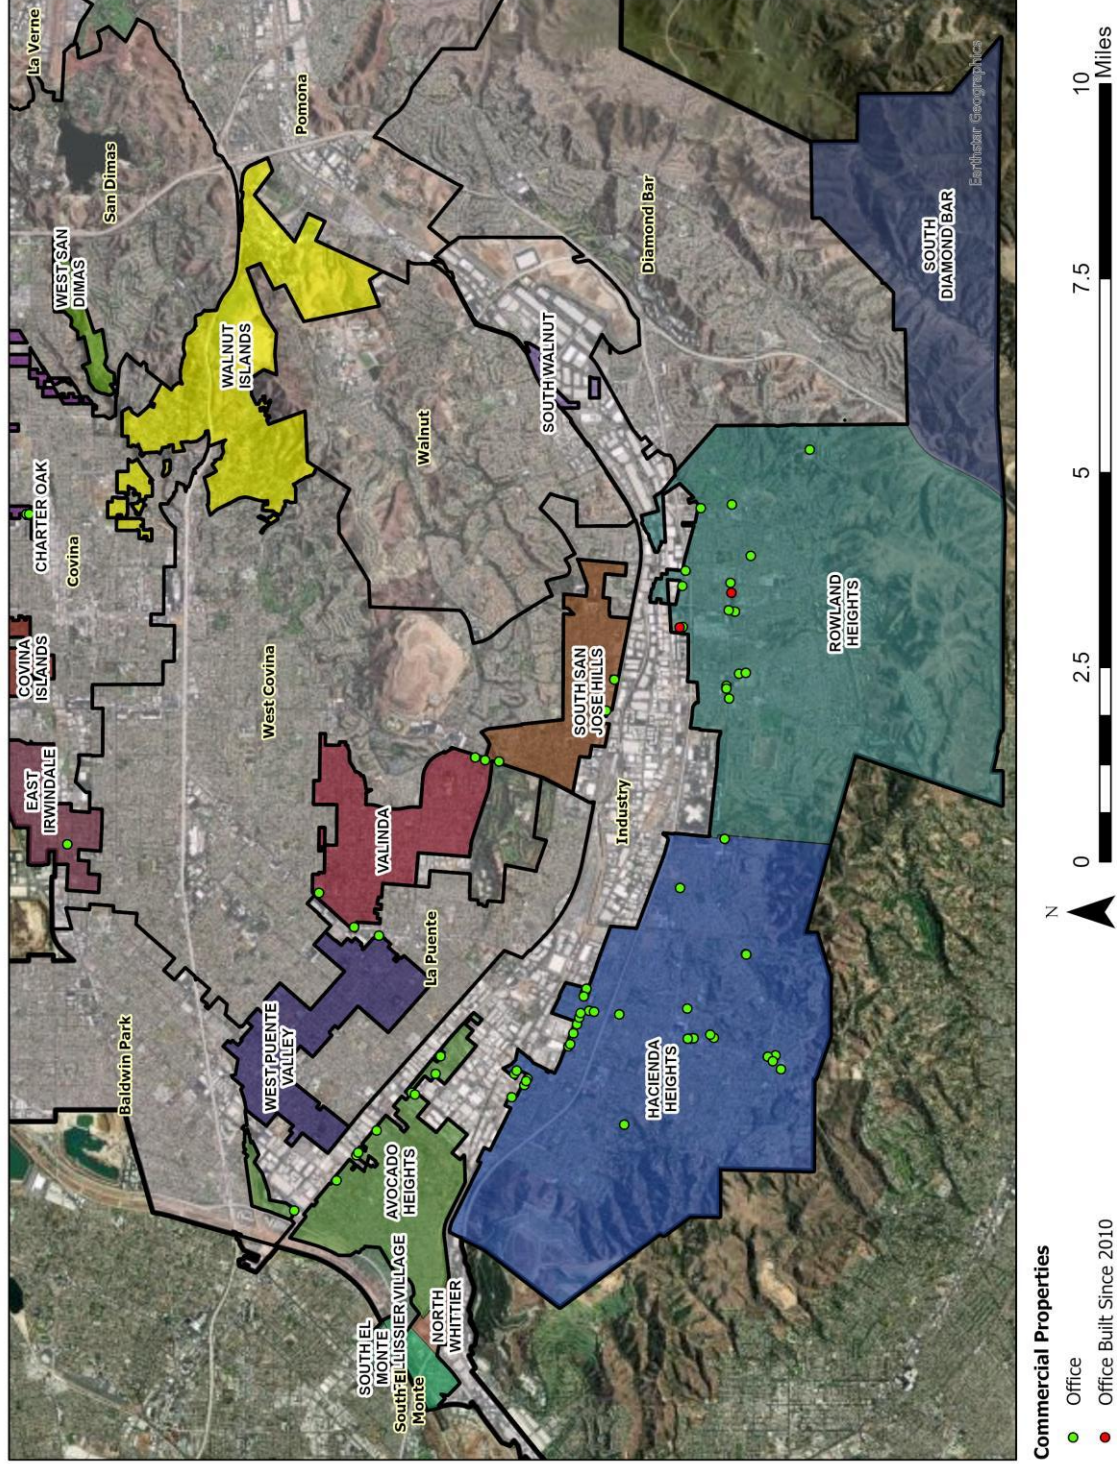 La Verne
San Dimas
WEST SAN
DIMAS
Pomona
WALNUT
ISLANDS
CHARTER OAK
Covina
COVINA
ISLANDS
EAST
IRWINDALE
Baldwin Park
West Covina
Walnut
Diamond Bar
SOUTH WALNUT
SOUTH
DIAMOND BAR
Earthstar Geographics
VALINDA
WEST PUENTE
VALLEY
La Puente
SOUTH SAN
JOSE HILLS
Industry
ROWLAND
HEIGHTS
HACIENDA
HEIGHTS
AVOCADO
HEIGHTS
SOUTH EL
MONTE
PELLISSIER VILLAGE
South El
Monte
NORTH
WHITTIER
Commercial Properties
Office
Office Built Since 2010
N
0
2.5
5
7.5
10
Miles